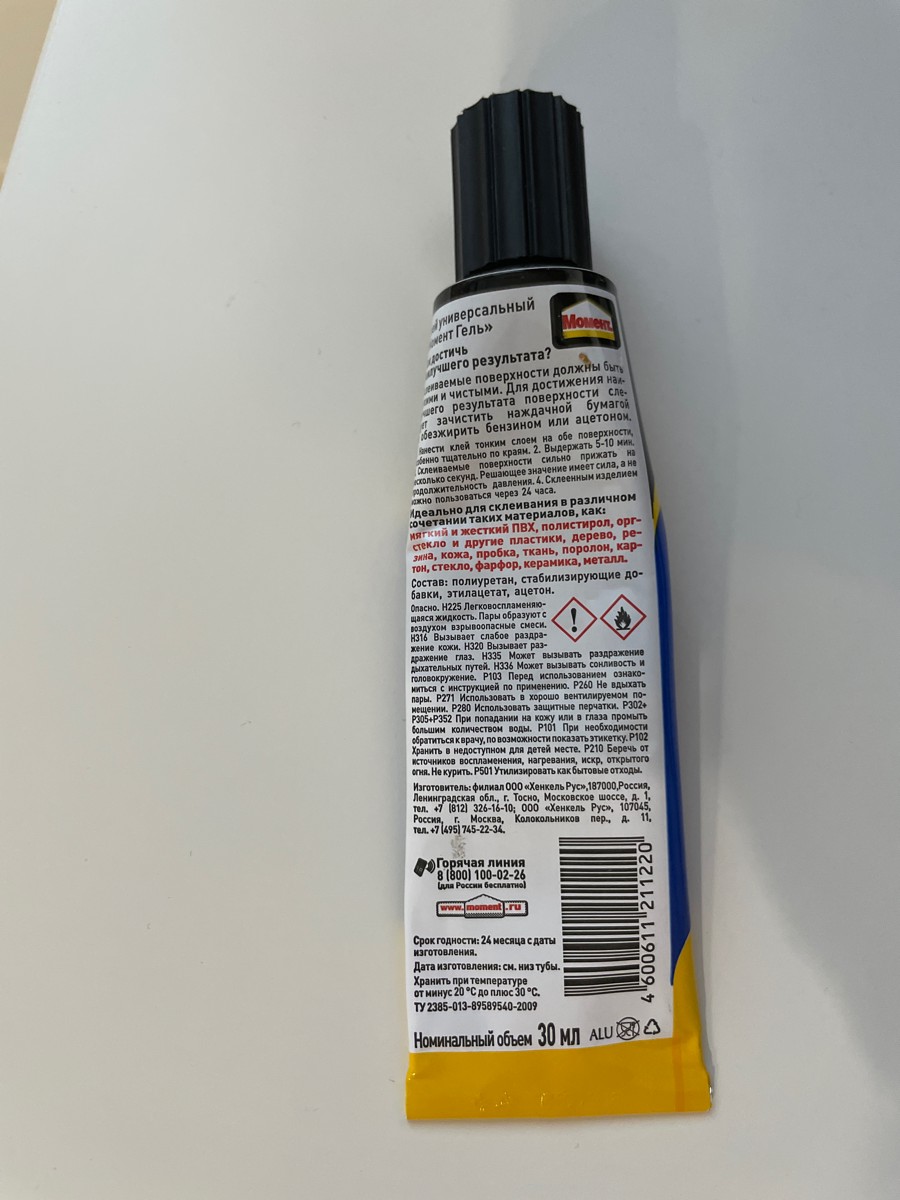 универсальный
Момент
Гель»
достичь
результата?
поверхности должны быть
и чистыми. Для достижения наи-
результата поверхности сле-
зачистить наждачной бумагой
обезжирить бензином или ацетоном.
Нанести клей тонким слоем на обе поверхности,
тщательно по краям. 2. Выдержать 5-10 мин.
Склеиваемые поверхности сильно прижать на
секунд. Решающее значение имеет сила, а не
продолжительность давления. 4. Склеенным изделием
можно пользоваться через 24 часа.
Идеально для склеивания в различном
сочетании таких материалов, как:
мягкий и жесткий ПВХ, полистирол, орг-
стекло и другие пластики, дерево, ре-
зина, кожа, пробка, ткань, поролон, кар-
тон, стекло, фарфор, керамика, металл.
Состав: полиуретан, стабилизирующие до-
бавки, этилацетат, ацетон.
Опасно. H225 Легковоспламеняю-
щаяся жидкость. Пары образуют с
воздухом взрывоопасные смеси.
H316 Вызывает слабое раздра-
жение кожи. H320 Вызывает раз-
дражение глаз. H335 Может вызывать раздражение
дыхательных путей. H336 Может вызывать сонливость и
головокружение. P103 Перед использованием ознако-
миться с инструкцией по применению. P260 Не вдыхать
пары. P271 Использовать в хорошо вентилируемом по-
мещении. P280 Использовать защитные перчатки. P302+
P305+P352 При попадании на кожу или в глаза промыть
большим количеством воды. P101 При необходимости
обратиться к врачу, по возможности показать этикетку. P102
Хранить в недоступном для детей месте. P210 Беречь от
источников воспламенения, нагревания, искр, открытого
огня. Не курить. P501 Утилизировать как бытовые отходы.
Изготовитель: филиал ООО «Хенкель Рус»,187000,Россия,
Ленинградская обл., г. Тосно, Московское шоссе, д. 1,
тел. +7 (812) 326-16-10; ООО «Хенкель Рус», 107045,
Россия, г. Москва, Колокольников пер., д. 11,
тел. +7 (495) 745-22-34.
Горячая линия
8 (800) 100-02-26
(для России бесплатно)
www.moment.ru
Срок годности: 24 месяца с даты
изготовления.
Дата изготовления: см. низ тубы.
Хранить при температуре
от минус 20 °C до плюс 30 °C.
ТУ 2385-013-89589540-2009
4 600611 211220
Номинальный объем 30 мл ALU